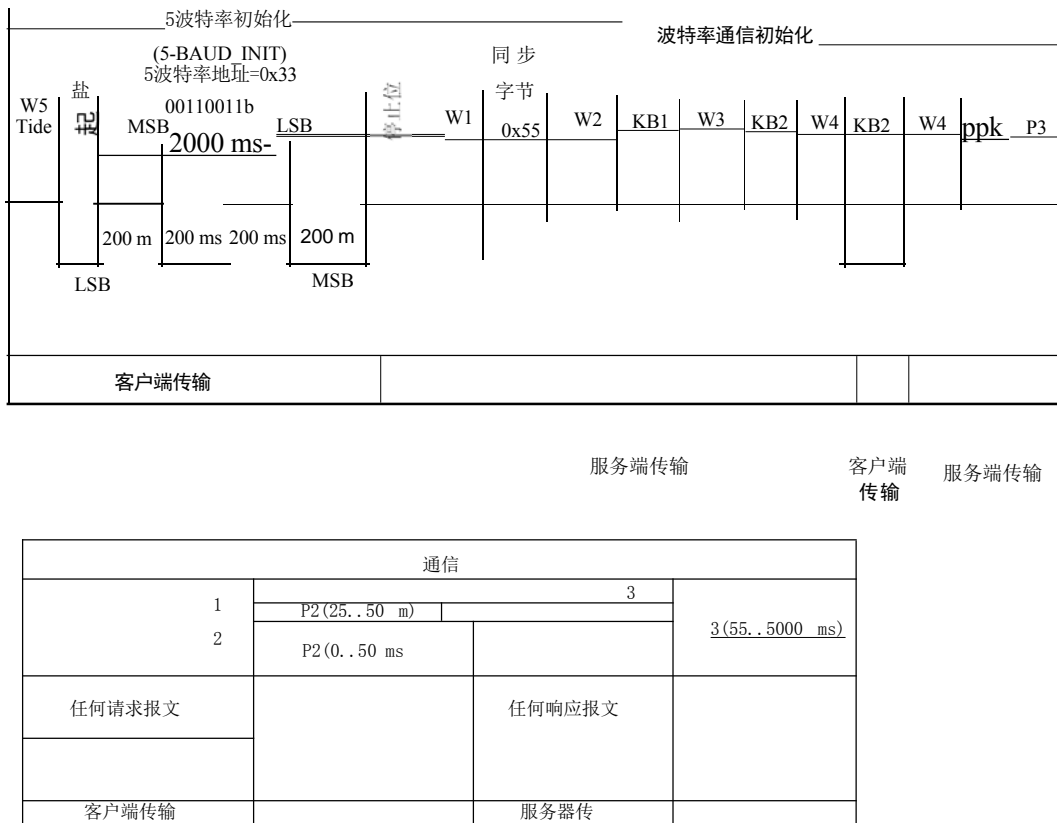 5波特率初始化
波特率通信初始化
(5-BAUD_INIT)
5波特率地址=0x33
00110011b
同 步
字节
0x55
盐
起
W5
Tide
MSB
2000 ms-
LSB
停止位
W1
W2
KB1
W3
KB2
W4
KB2
W4
ppk
P3
200 m
200 ms
200 ms
200 m
LSB
MSB
客户端传输
服务端传输
客户端
传输
服务端传输
通信
1
3
P2(25..50 m)
2
P2(0..50 ms
3(55..5000 ms)
任何请求报文
任何响应报文
客户端传输
服务器传